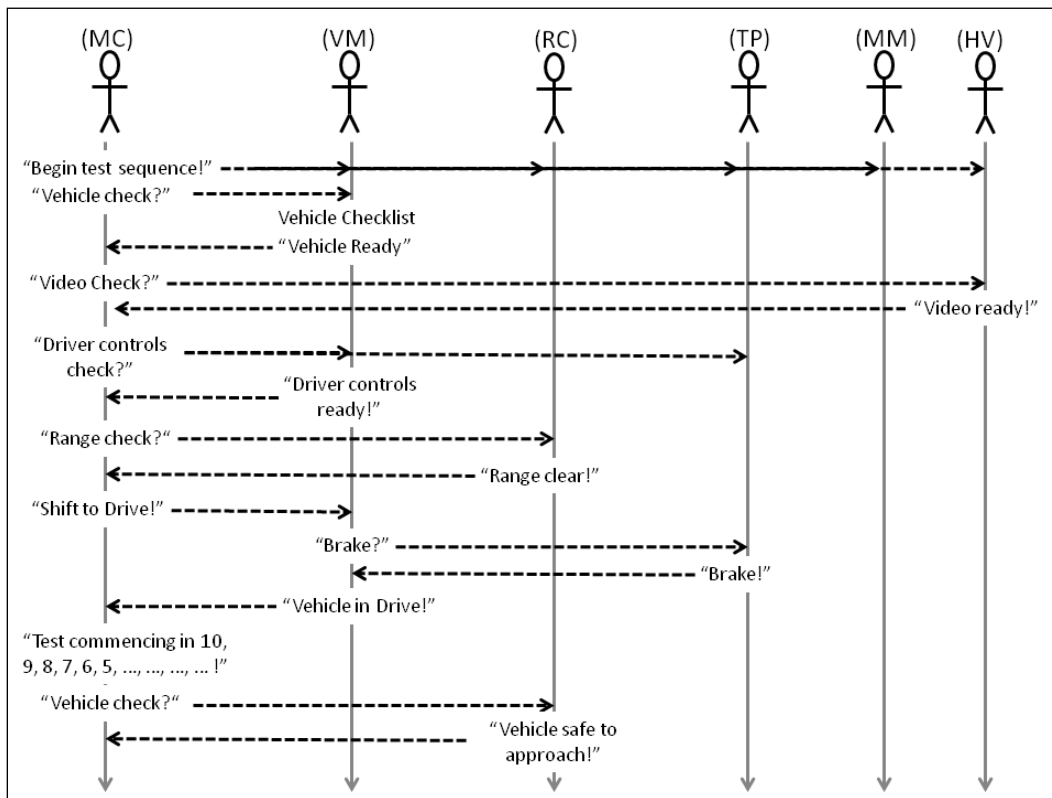 (MC) (VM) (RC) (TP) (MM) (HV)
“Begin test sequence!”
“Vehicle check?”
Vehicle Checklist
“Vehicle Ready”
“Video Check?”
“Video ready!”
“Driver controls
check?”
“Driver controls
ready!”
“Range check?“
“Range clear!”
“Shift to Drive!”
“Brake?”
“Brake!”
“Vehicle in Drive!”
“Test commencing in 10,
9, 8, 7, 6, 5, ..., ..., ..., ... !”
“Vehicle check?“
“Vehicle safe to
approach!”